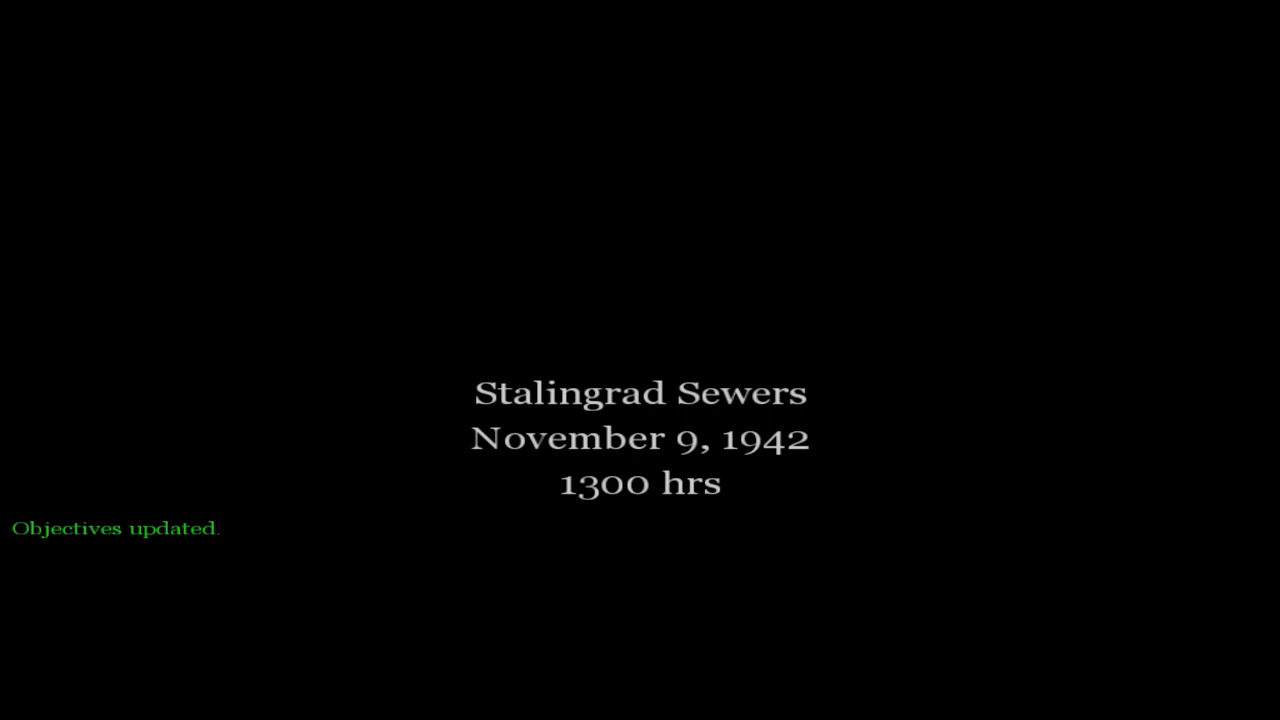 Stalingrad Sewers
November 9, 1942
1300 hrs
Objectives updated.